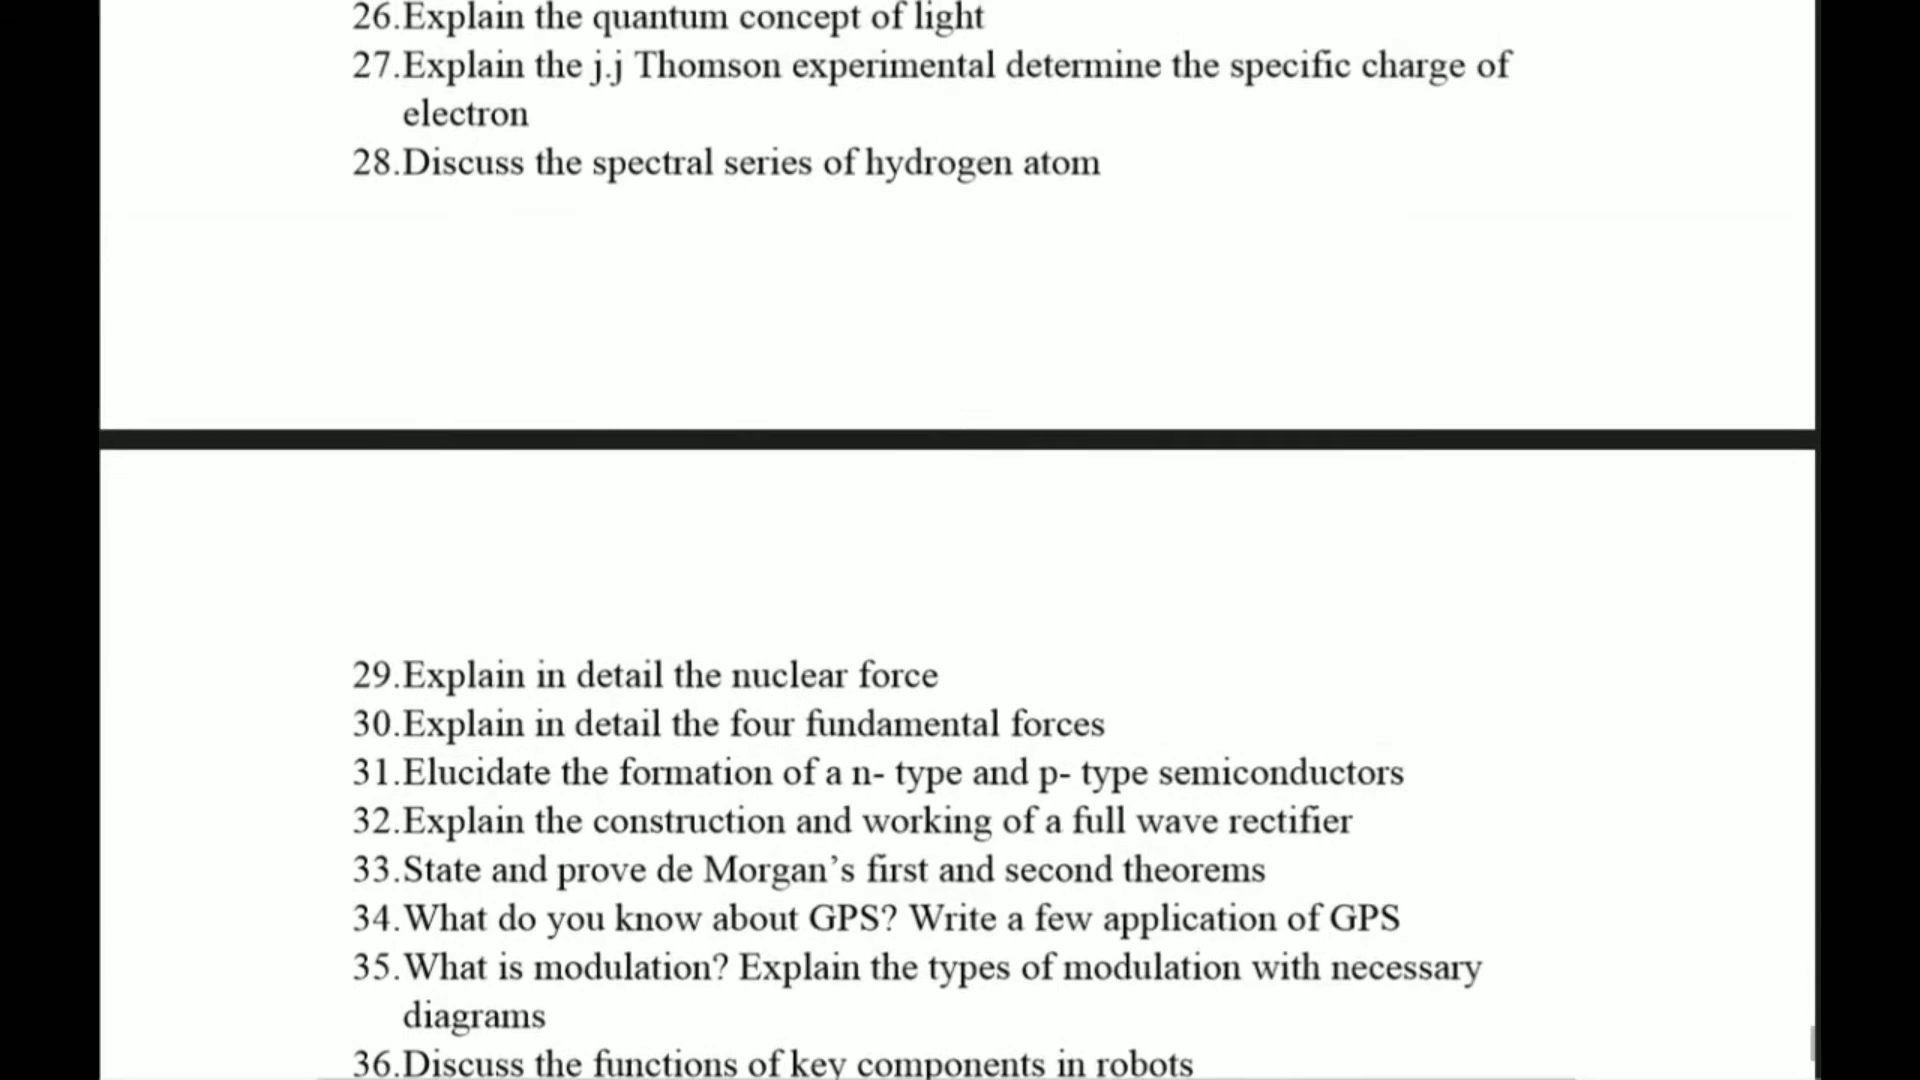 26.Explain the quantum concept of light
27.Explain the j.j Thomson experimental determine the specific charge of
electron
28.Discuss the spectral series of hydrogen atom
29.Explain in detail the nuclear force
30.Explain in detail the four fundamental forces
31.Elucidate the formation of a n- type and p- type semiconductors
32.Explain the construction and working of a full wave rectifier
33.State and prove de Morgan’s first and second theorems
34.What do you know about GPS? Write a few application of GPS
35.What is modulation? Explain the types of modulation with necessary
diagrams
36.Discuss the functions of key components in robots